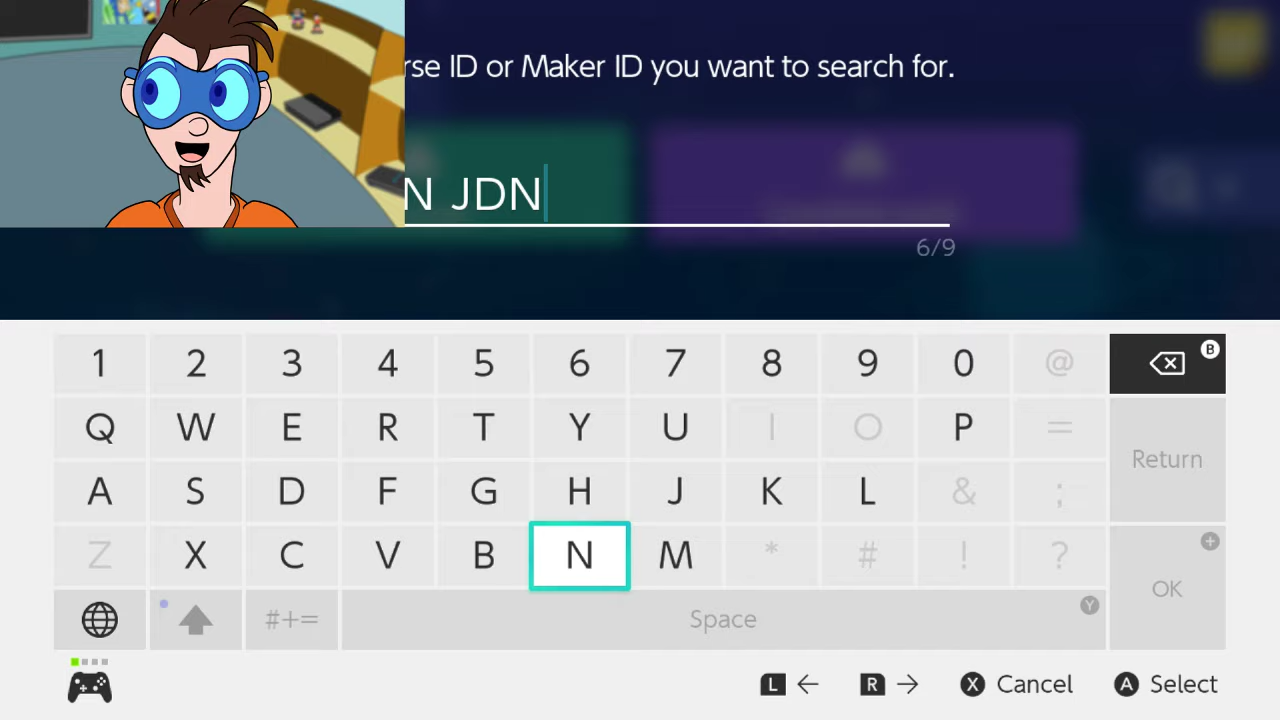 rse ID or Maker ID you want to search for.
N JDN
6/9
1 2 3 4 5 6 7 8 9 0 @
B
Q W E R T Y U I O P =
Return
A S D F G H J K L & ;
Z X C V B N M * # ! ?
+
OK
#+= Space Y
L ← R → X Cancel A Select